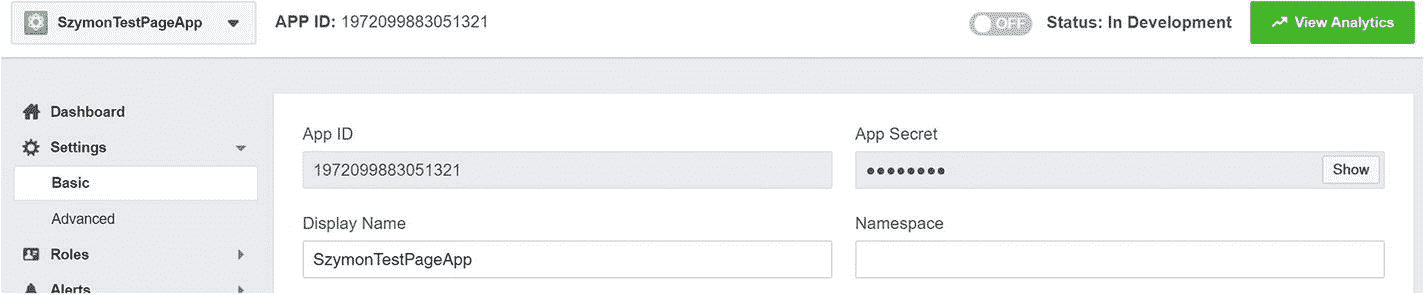 SzymonTestPageApp APP ID: 1972099883051321 OFF Status: In Development View Analytics
Dashboard
Settings
Basic
Advanced
Roles
Alerts
App ID
1972099883051321
App Secret
●●●●●●●● Show
Display Name
SzymonTestPageApp
Namespace